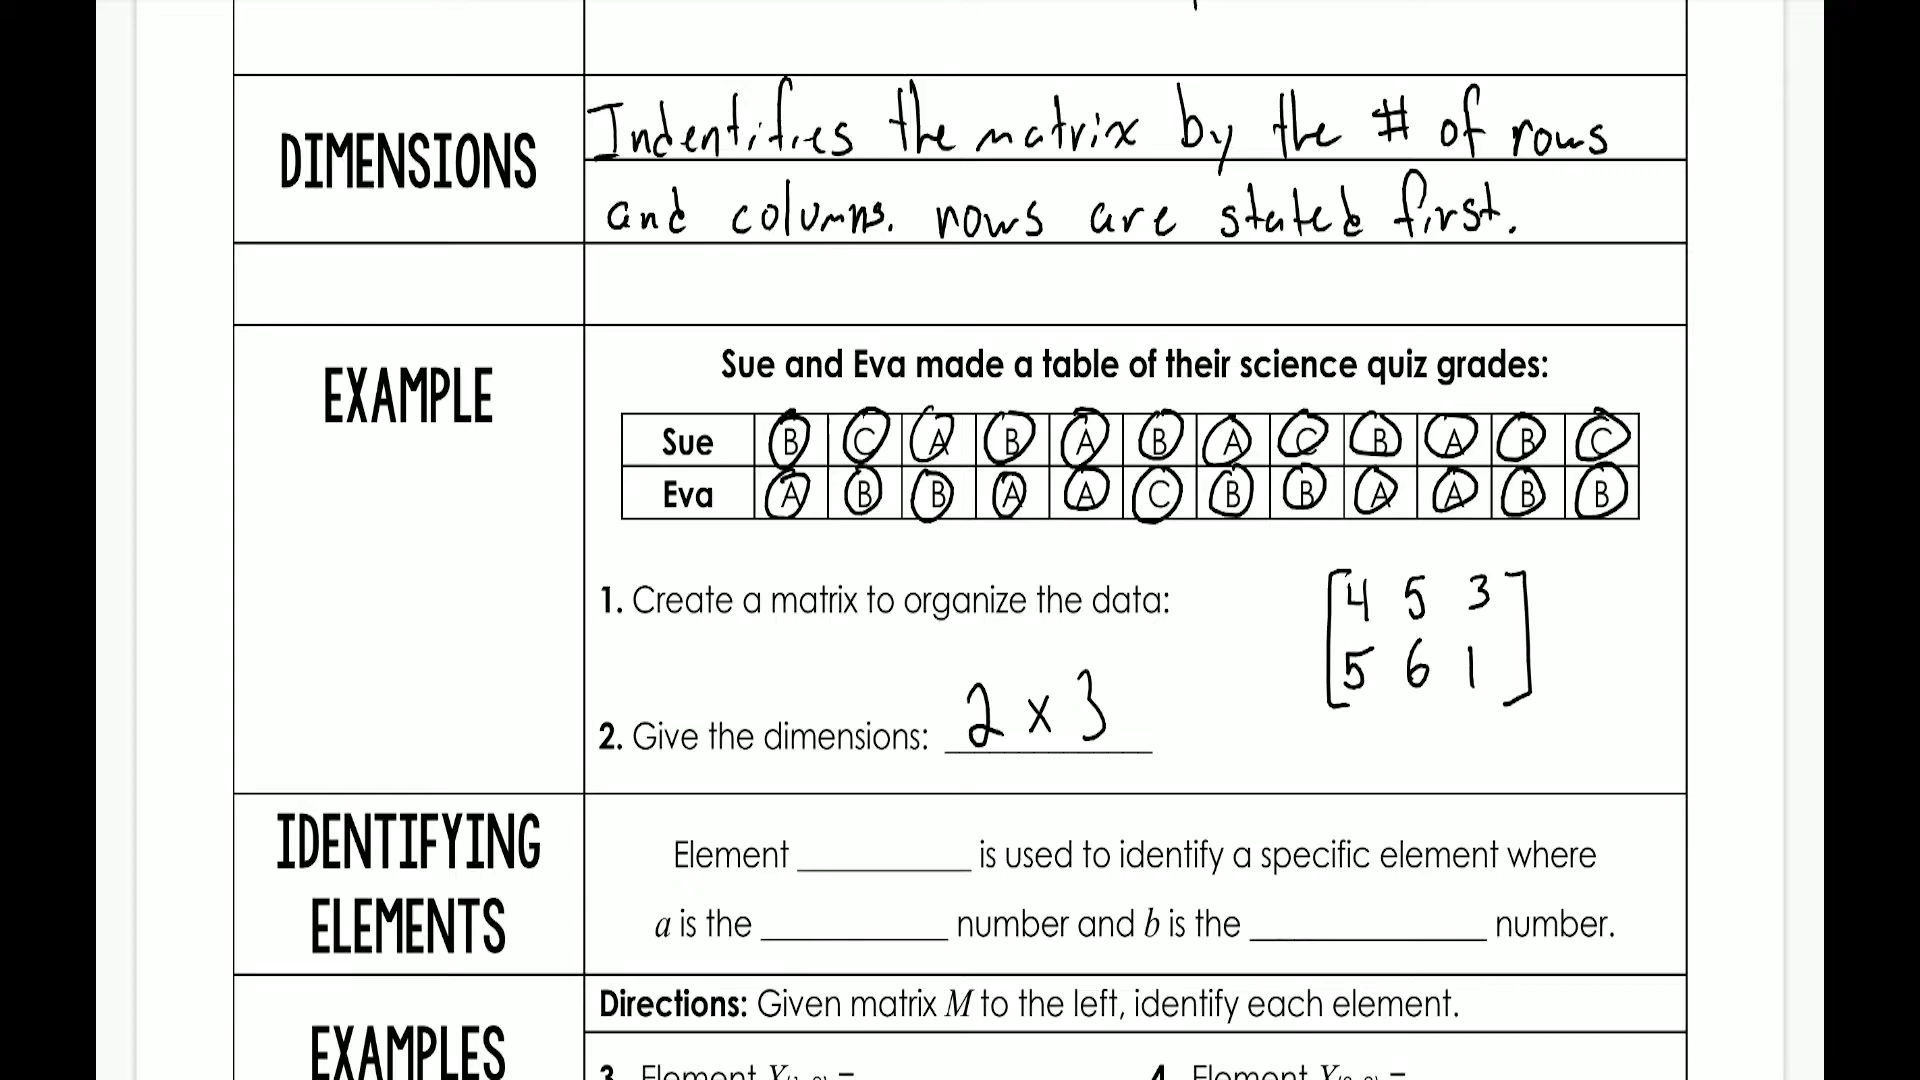 DIMENSIONS
Indentifies the matrix by the # of rows
and columns. rows are stated first.
EXAMPLE
Sue and Eva made a table of their science quiz grades:
Sue B C A B A B A C B A B C
Eva A B B A A C B B A A B B
1. Create a matrix to organize the data:
4 5 3
5 6 1
2. Give the dimensions: 2 x 3
IDENTIFYING
ELEMENTS
Element __________ is used to identify a specific element where
a is the __________ number and b is the __________ number.
EXAMPLES
Directions: Given matrix M to the left, identify each element.
3. Element
4. Element